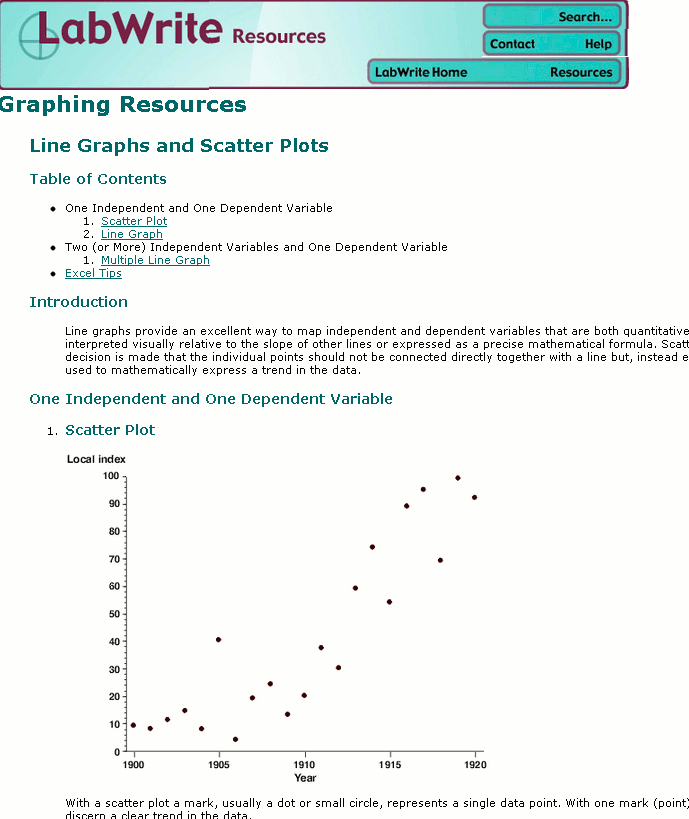 LabWrite Resources
Search...
Contact Help
LabWrite Home Resources
Graphing Resources
Line Graphs and Scatter Plots
Table of Contents
• One Independent and One Dependent Variable
1. Scatter Plot
2. Line Graph
• Two (or More) Independent Variables and One Dependent Variable
1. Multiple Line Graph
• Excel Tips
Introduction
Line graphs provide an excellent way to map independent and dependent variables that are both quantitative
interpreted visually relative to the slope of other lines or expressed as a precise mathematical formula. Scatt
decision is made that the individual points should not be connected directly together with a line but, instead e
used to mathematically express a trend in the data.
One Independent and One Dependent Variable
1. Scatter Plot
Local index
100
90
80
70
60
50
40
30
20
10
0
1900 1905 1910 1915 1920
Year
With a scatter plot a mark, usually a dot or small circle, represents a single data point. With one mark (point)
discern a clear trend in the data.